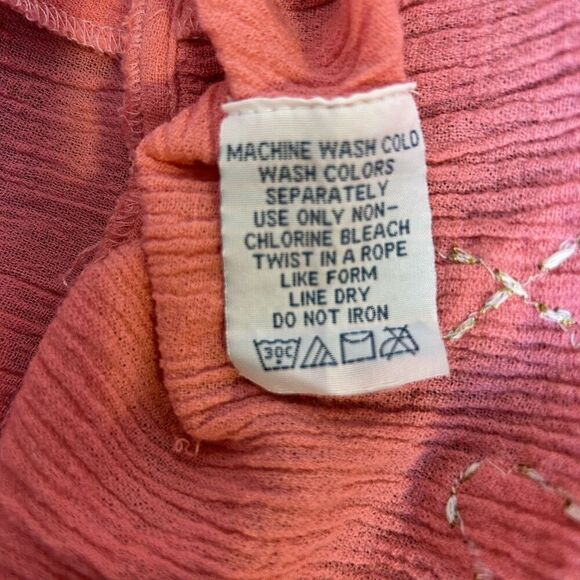 MACHINE WASH COLD
WASH COLORS
SEPARATELY
USE ONLY NON-
CHLORINE BLEACH
TWIST IN A ROPE
LIKE FORM
LINE DRY
DO NOT IRON
30C